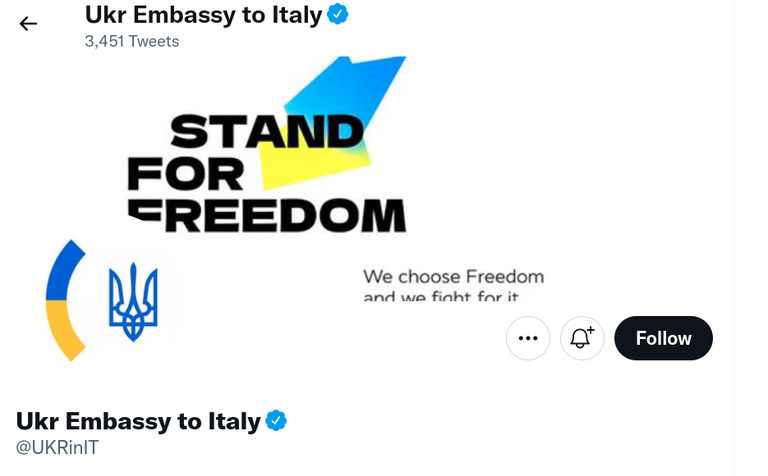 Ukr Embassy to Italy
3,451 Tweets
STAND
FOR
FREEDOM
We choose Freedom
and we fight for it
Follow
Ukr Embassy to Italy
@UKRinIT